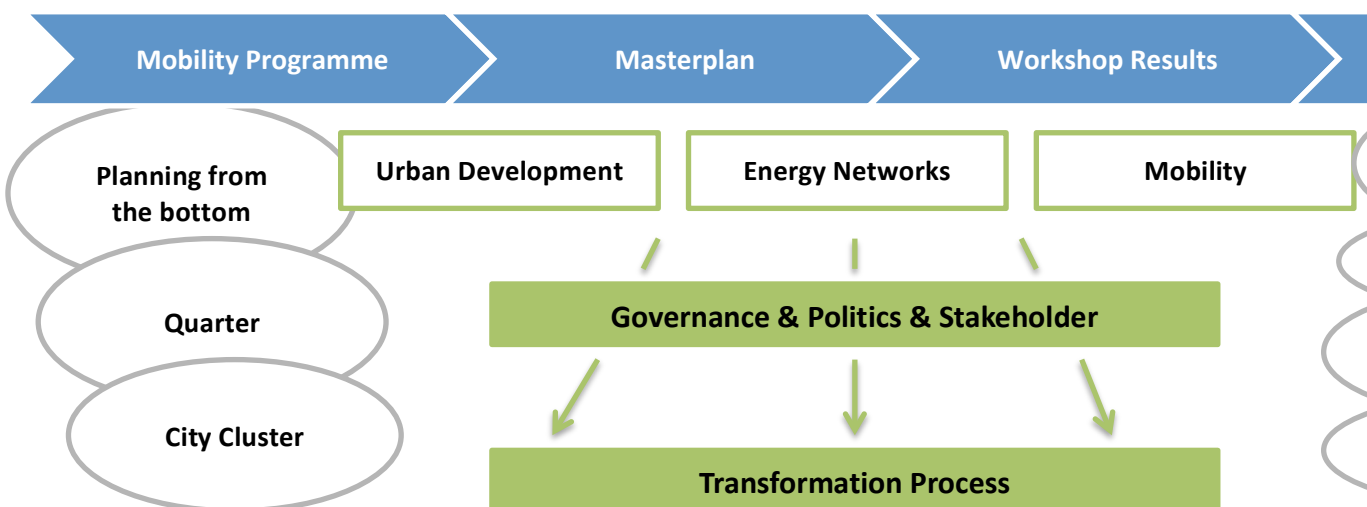 Mobility Programme
Masterplan
Workshop Results
Planning from
the bottom
Urban Development
Energy Networks
Mobility
Quarter
Governance & Politics & Stakeholder
City Cluster
Transformation Process